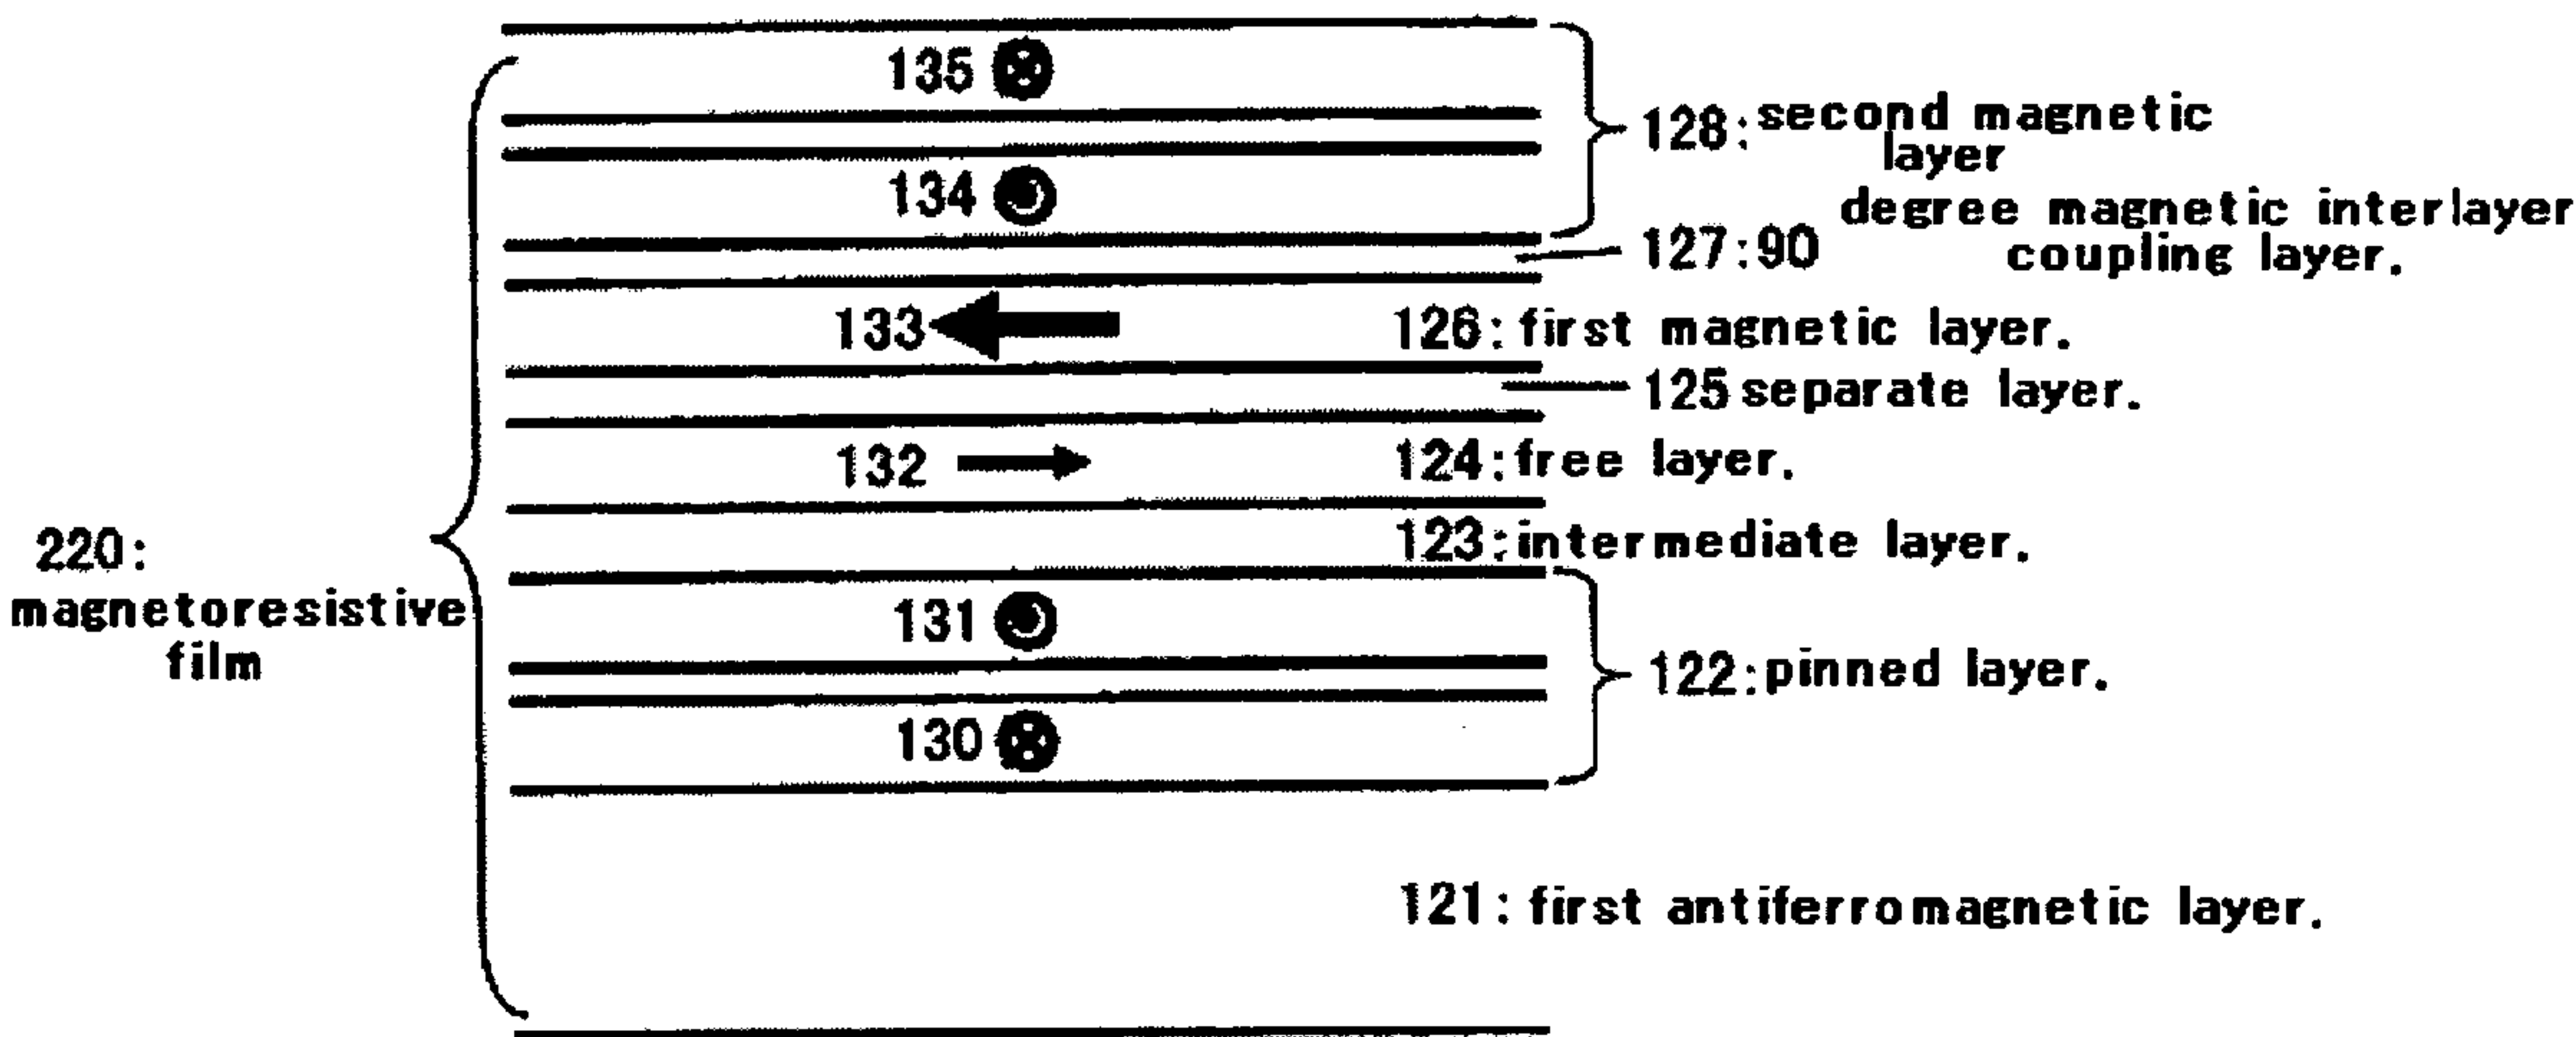 135
128: second magnetic
layer
134
degree magnetic interlayer
127:90 coupling layer.
133
126: first magnetic layer.
125 separate layer.
132
124: free layer.
123: intermediate layer.
220:
magnetoresistive
film
131
122: pinned layer.
130
121: first antiferromagnetic layer.